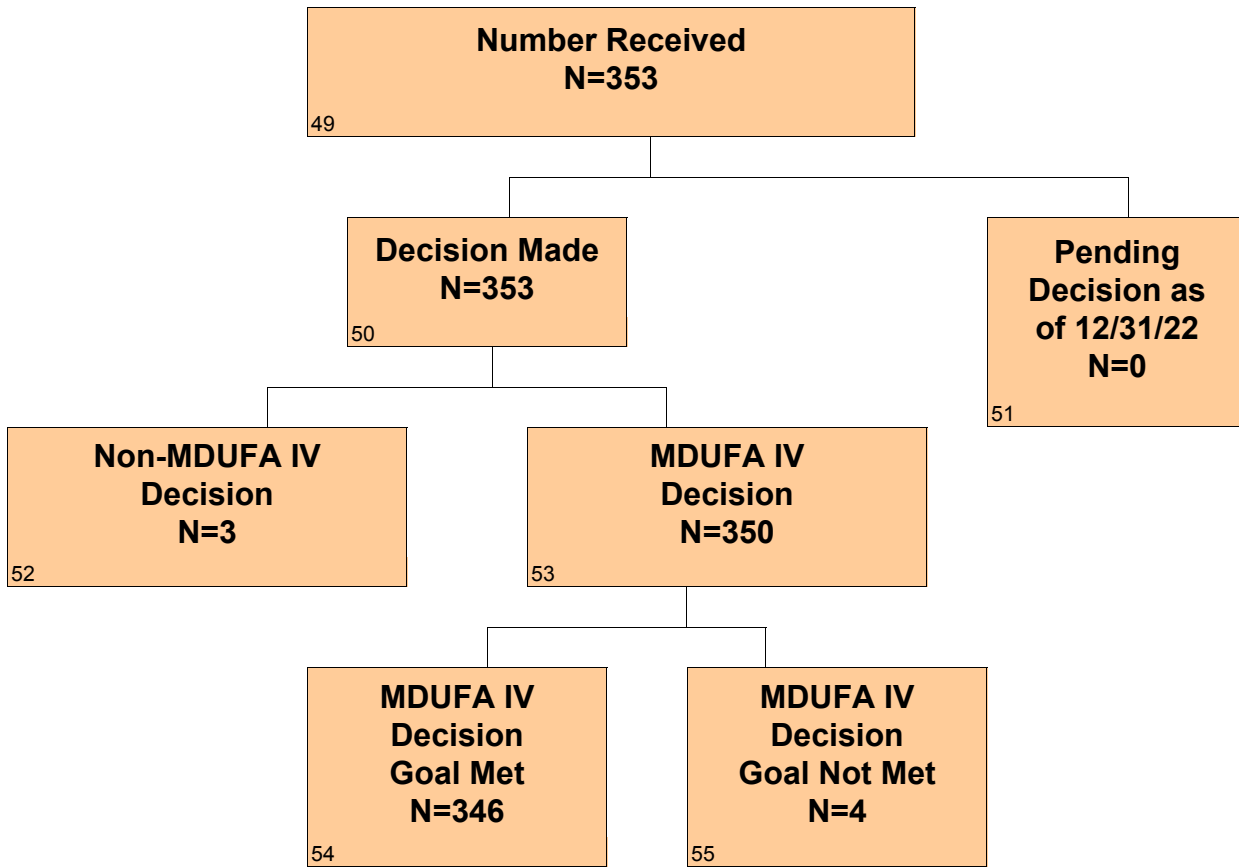 Number Received
N=353
49
Decision Made
N=353
50
Pending
Decision as
of 12/31/22
N=0
51
Non-MDUFA IV
Decision
N=3
52
MDUFA IV
Decision
N=350
53
MDUFA IV
Decision
Goal Met
N=346
54
MDUFA IV
Decision
Goal Not Met
N=4
55